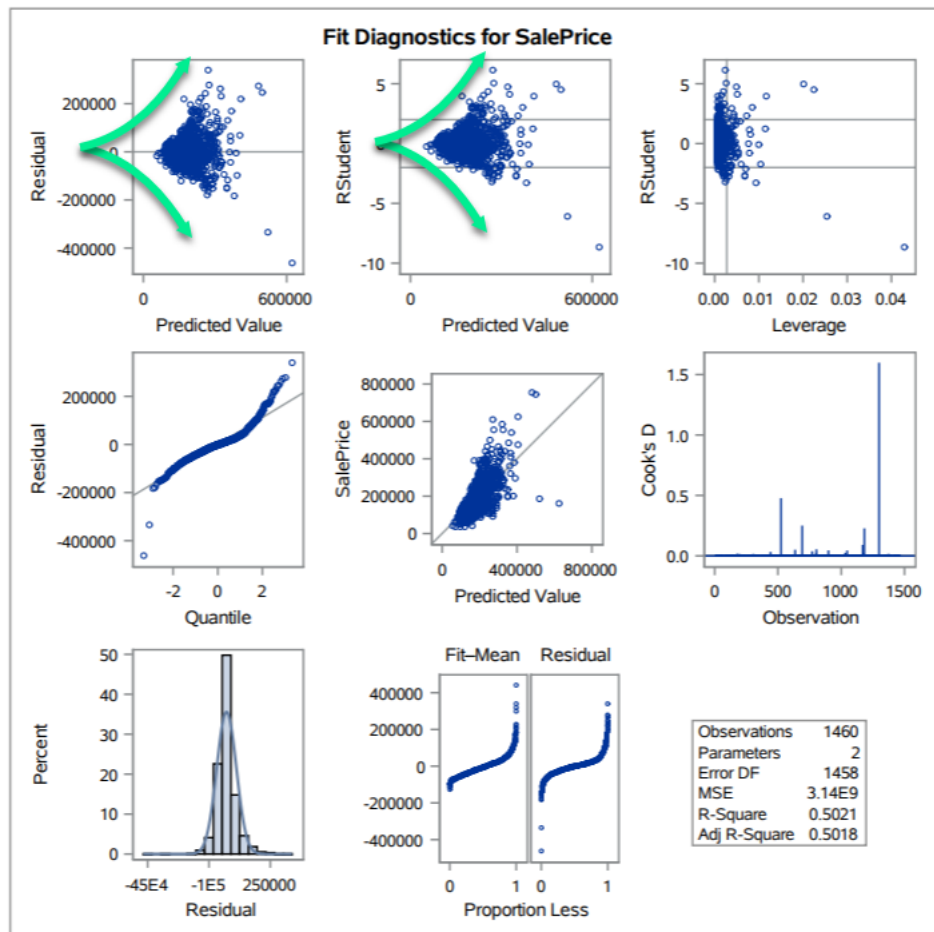 Fit Diagnostics for SalePrice
Residual
200000
0
-200000
-400000
0
600000
Predicted Value
RStudent
5
0
-5
-10
0
600000
Predicted Value
RStudent
5
0
-5
-10
0.00 0.01 0.02 0.03 0.04
Leverage
Residual
200000
0
-200000
-400000
-2 0 2
Quantile
SalePrice
800000
600000
400000
200000
0
0 400000 800000
Predicted Value
Cook's D
1.5
1.0
0.5
0.0
0 500 1000 1500
Observation
Percent
50
40
30
20
10
0
-45E4 -1E5 250000
Residual
Fit–Mean Residual
400000
200000
0
-200000
-400000
0 1 0 1
Proportion Less
Observations 1460
Parameters 2
Error DF 1458
MSE 3.14E9
R-Square 0.5021
Adj R-Square 0.5018